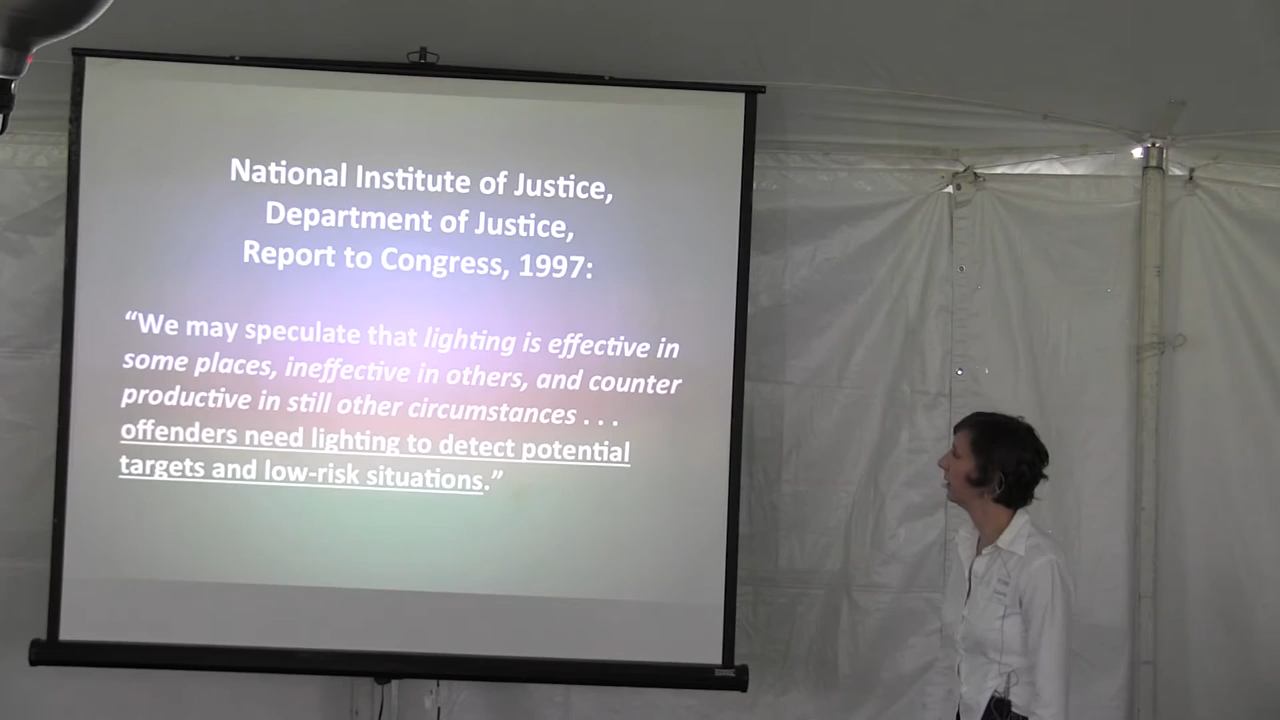 National Institute of Justice,
Department of Justice,
Report to Congress, 1997:
“We may speculate that lighting is effective in
some places, ineffective in others, and counter
productive in still other circumstances . . .
offenders need lighting to detect potential
targets and low-risk situations.”